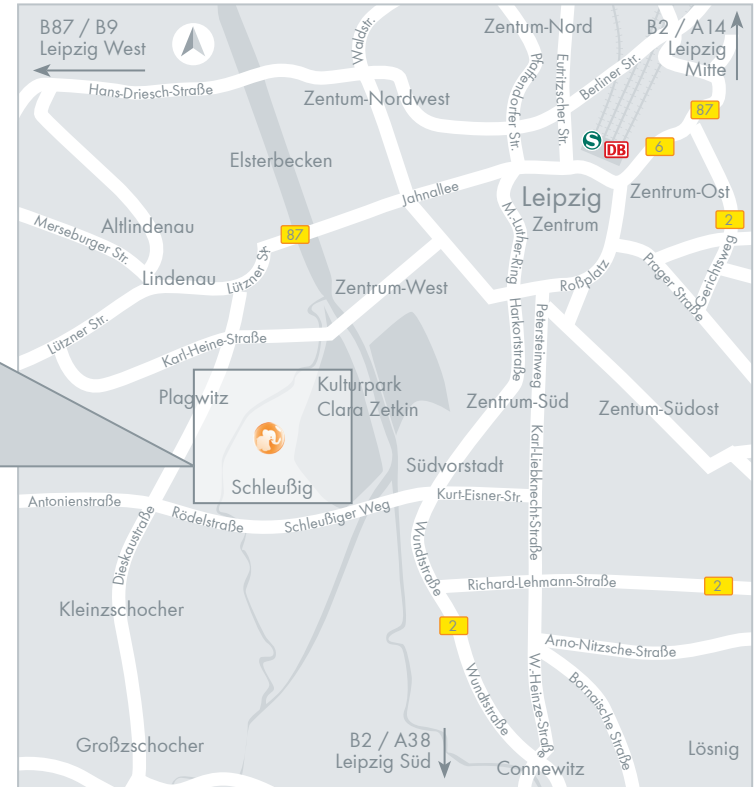 B87 / B9
Leipzig West
Waldstr.
Zentum-Nord
B2 / A14
Leipzig
Mitte
Hans-Driesch-Straße
Zentum-Nordwest
Pfaffendorfer Str.
Eutritzscher Str.
Berliner Str.
87
S
DB
6
Elsterbecken
Jahnallee
Leipzig
Zentrum
Zentrum-Ost
2
Merseburger Str.
Altlindenau
87
M.-Luther-Ring
Lindenau
Lützner St.
Zentrum-West
Roßplatz
Prager Straße
Gerichtsweg
Lützner Str.
Karl-Heine-Straße
Harkortstraße
Petersteinweg
Plagwitz
Kulturpark
Clara Zetkin
Zentrum-Süd
Zentum-Südost
Schleußig
Südvorstadt
Karl-Liebknecht-Straße
Antonienstraße
Rödelstraße
Schleußiger Weg
Kurt-Eisner-Str.
Dieskaustraße
Wundtstraße
Richard-Lehmann-Straße
2
Kleinzschocher
2
Arno-Nitzsche-Straße
Wundtstraße
W.-Heinze-Straß
Bornaische Straße
Großzschocher
B2 / A38
Leipzig Süd
Connewitz
Lösnig